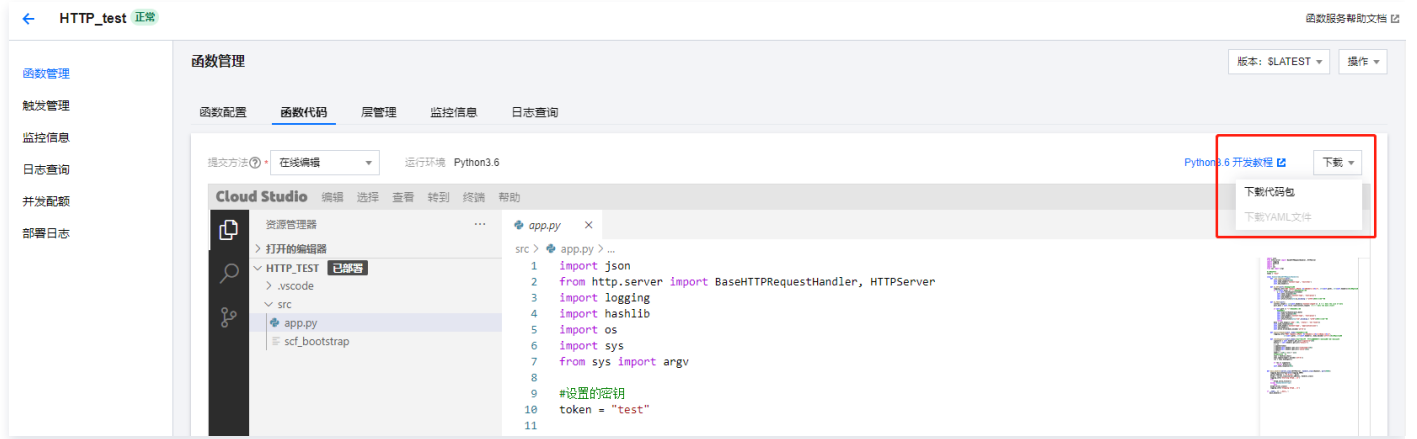 HTTP_test 正常
函数服务帮助文档
函数管理
触发管理
监控信息
日志查询
并发配额
部署日志
函数管理
版本：$LATEST
操作
函数配置 函数代码 层管理 监控信息 日志查询
提交方法 * 在线编辑 运行环境 Python3.6
Python3.6 开发教程
下载
下载代码包
下载YAML文件
Cloud Studio 编辑 选择 查看 转到 终端 帮助
资源管理器 ···
打开的编辑器
HTTP_TEST 已部署
.vscode
src
app.py
scf_bootstrap
app.py ×
src > app.py > ...
1 import json
2 from http.server import BaseHTTPRequestHandler, HTTPServer
3 import logging
4 import hashlib
5 import os
6 import sys
7 from sys import argv
8
9 #设置的密钥
10 token = "test"
11